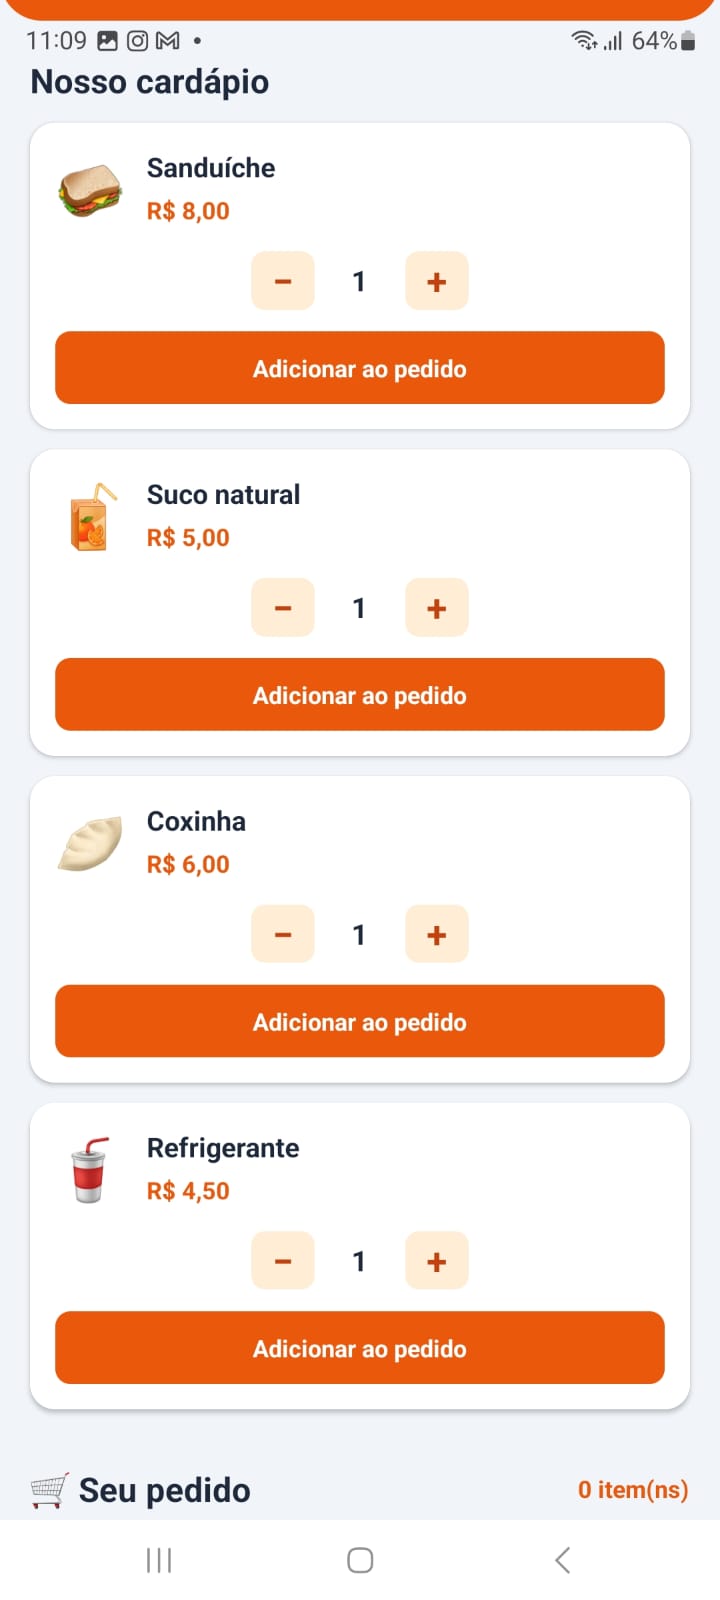 11:09
64%
Nosso cardápio
Sanduíche
R$ 8,00
− 1 +
Adicionar ao pedido
Suco natural
R$ 5,00
− 1 +
Adicionar ao pedido
Coxinha
R$ 6,00
− 1 +
Adicionar ao pedido
Refrigerante
R$ 4,50
− 1 +
Adicionar ao pedido
Seu pedido
0 item(ns)